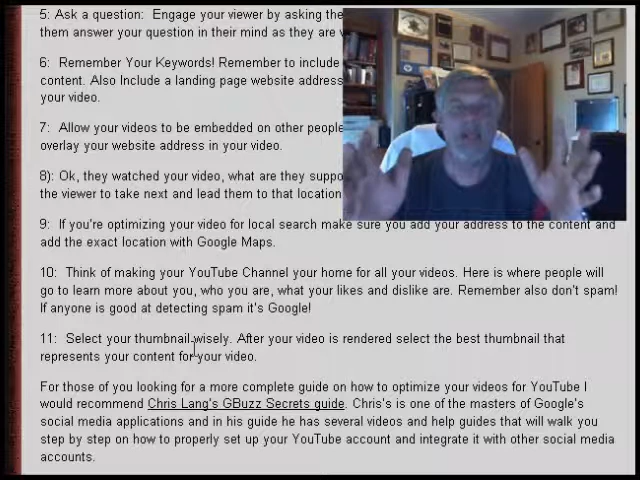 5: Ask a question: Engage your viewer by asking the
them answer your question in their mind as they are
6: Remember Your Keywords! Remember to include
content. Also Include a landing page website address
your video.
7: Allow your videos to be embedded on other people
overlay your website address in your video.
8): Ok, they watched your video, what are they suppo
the viewer to take next and lead them to that location
9: If you're optimizing your video for local search make sure you add your address to the content and
add the exact location with Google Maps.
10: Think of making your YouTube Channel your home for all your videos. Here is where people will
go to learn more about you, who you are, what your likes and dislike are. Remember also don't spam!
If anyone is good at detecting spam it's Google!
11: Select your thumbnail wisely. After your video is rendered select the best thumbnail that
represents your content for your video.
For those of you looking for a more complete guide on how to optimize your videos for YouTube I
would recommend Chris Lang's GBuzz Secrets guide. Chris's is one of the masters of Google's
social media applications and in his guide he has several videos and help guides that will walk you
step by step on how to properly set up your YouTube account and integrate it with other social media
accounts.